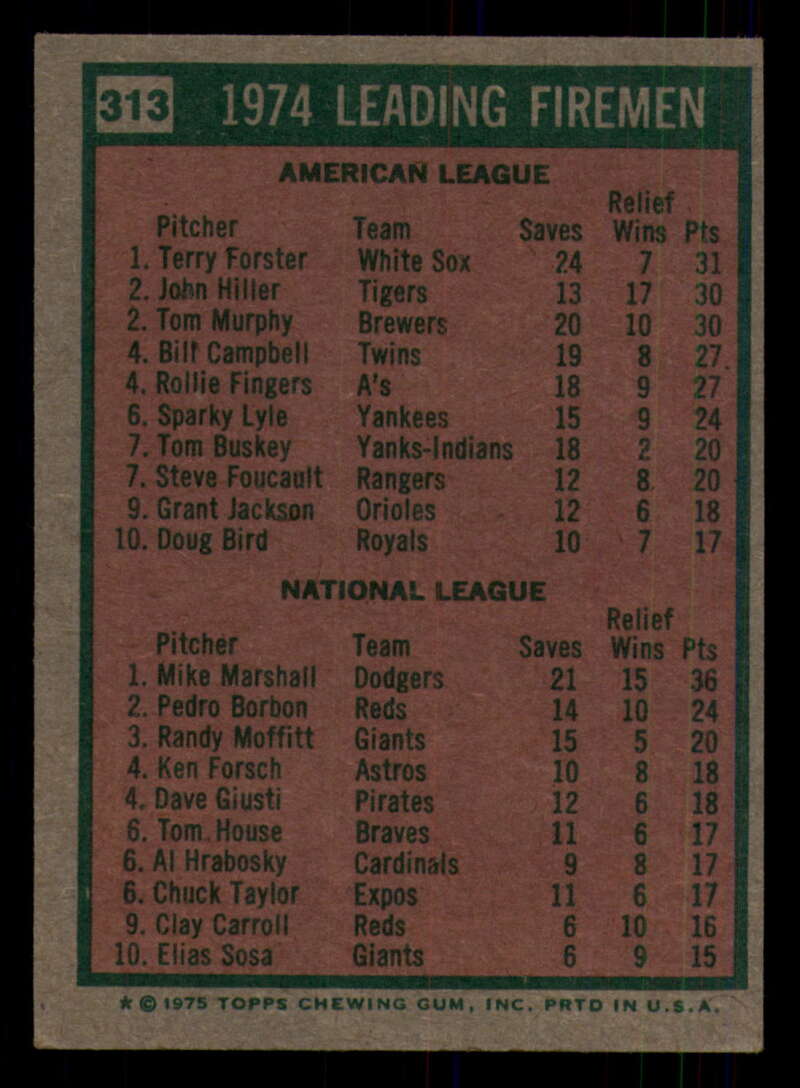 313 1974 LEADING FIREMEN
AMERICAN LEAGUE
Relief
Pitcher Team Saves Wins Pts
1. Terry Forster White Sox 24 7 31
2. John Hiller Tigers 13 17 30
2. Tom Murphy Brewers 20 10 30
4. Bill Campbell Twins 19 8 27
4. Rollie Fingers A's 18 9 27
6. Sparky Lyle Yankees 15 9 24
7. Tom Buskey Yanks-Indians 18 2 20
7. Steve Foucault Rangers 12 8 20
9. Grant Jackson Orioles 12 6 18
10. Doug Bird Royals 10 7 17
NATIONAL LEAGUE
Relief
Pitcher Team Saves Wins Pts
1. Mike Marshall Dodgers 21 15 36
2. Pedro Borbon Reds 14 10 24
3. Randy Moffitt Giants 15 5 20
4. Ken Forsch Astros 10 8 18
4. Dave Giusti Pirates 12 6 18
6. Tom House Braves 11 6 17
6. Al Hrabosky Cardinals 9 8 17
6. Chuck Taylor Expos 11 6 17
9. Clay Carroll Reds 6 10 16
10. Elias Sosa Giants 6 9 15
* © 1975 TOPPS CHEWING GUM, INC. PRTD IN U.S.A.